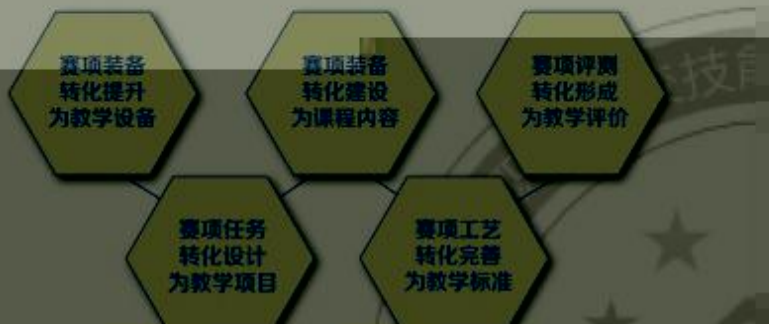 赛项装备
转化提升
为教学设备
赛项装备
转化建设
为课程内容
赛项评测
转化形成
为教学评价
赛项任务
转化设计
为教学项目
赛项工艺
转化完善
为教学标准
技能